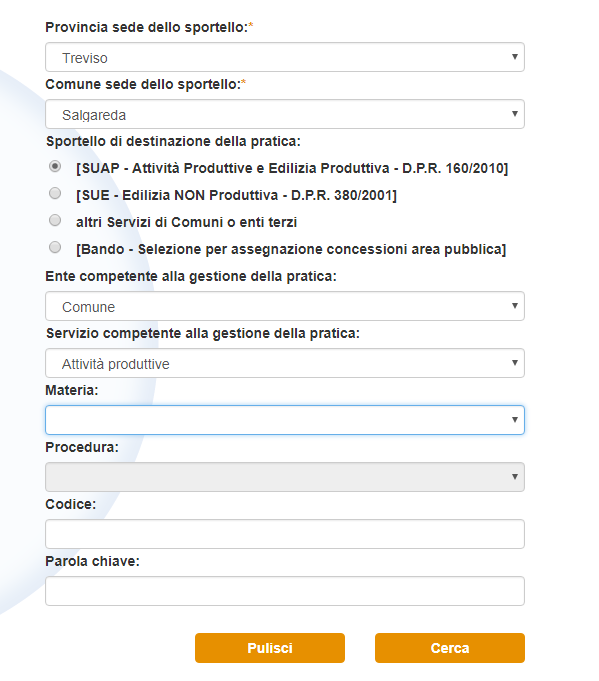 Provincia sede dello sportello:*
Treviso
Comune sede dello sportello:*
Salgareda
Sportello di destinazione della pratica:
[SUAP - Attività Produttive e Edilizia Produttiva - D.P.R. 160/2010]
[SUE - Edilizia NON Produttiva - D.P.R. 380/2001]
altri Servizi di Comuni o enti terzi
[Bando - Selezione per assegnazione concessioni area pubblica]
Ente competente alla gestione della pratica:
Comune
Servizio competente alla gestione della pratica:
Attività produttive
Materia:
Procedura:
Codice:
Parola chiave:
Pulisci Cerca